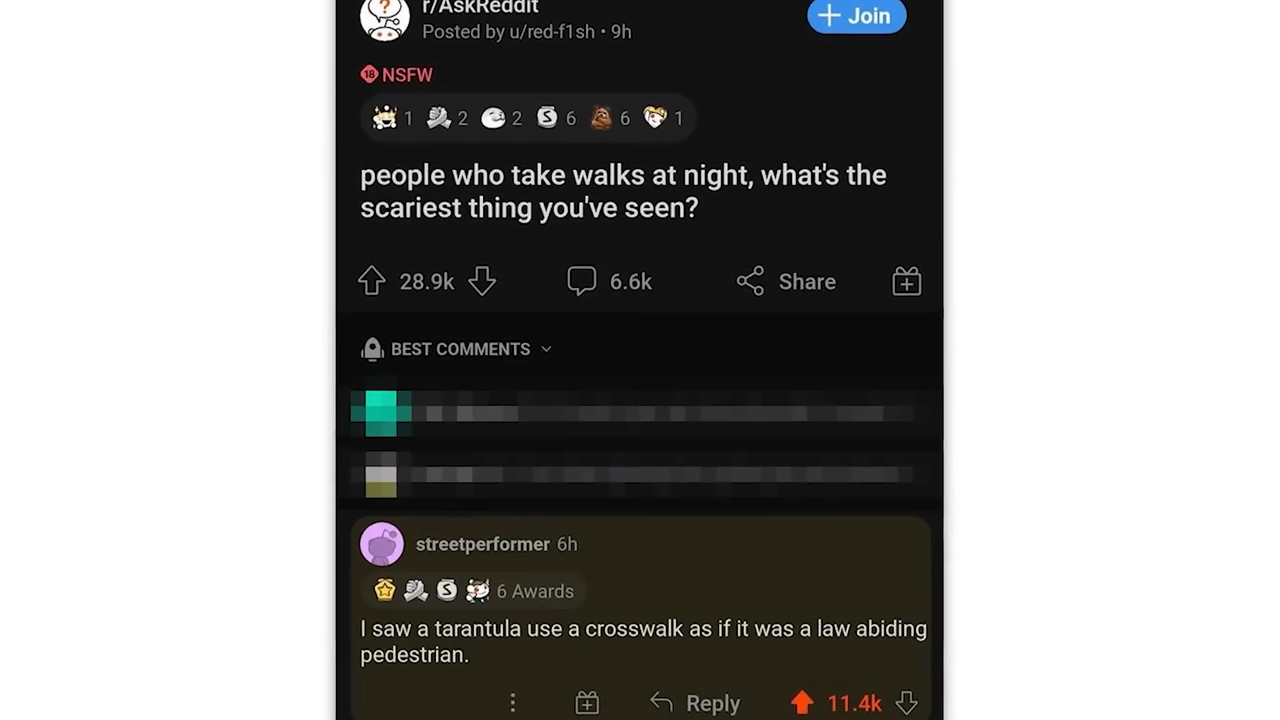 r/AskReddit
Posted by u/red-f1sh • 9h
+ Join
18 NSFW
1 2 2 S 6 6 1
people who take walks at night, what's the
scariest thing you've seen?
28.9k 6.6k Share
BEST COMMENTS
streetperformer 6h
S 6 Awards
I saw a tarantula use a crosswalk as if it was a law abiding
pedestrian.
Reply 11.4k